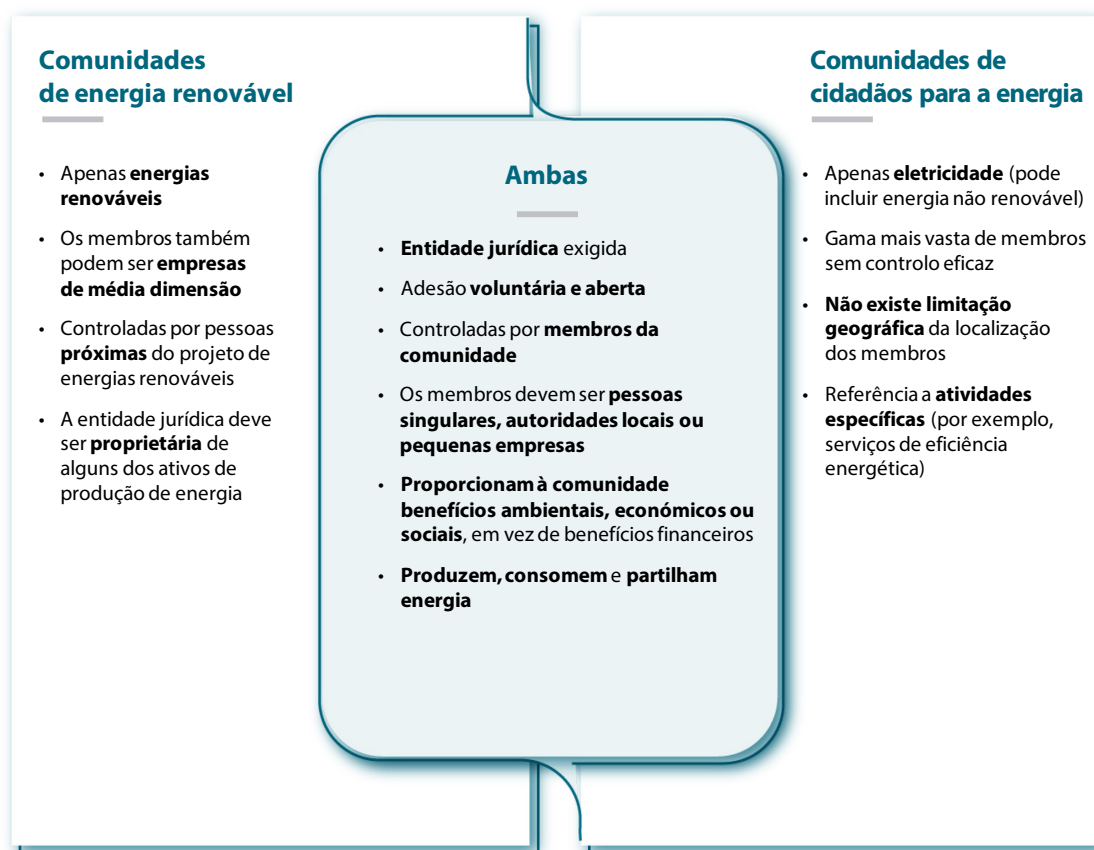 Comunidades
de energia renovável
• Apenas energias
renováveis
• Os membros também
podem ser empresas
de média dimensão
• Controladas por pessoas
próximas do projeto de
energias renováveis
• A entidade jurídica deve
ser proprietária de
alguns dos ativos de
produção de energia
Ambas
• Entidade jurídica exigida
• Adesão voluntária e aberta
• Controladas por membros da
comunidade
• Os membros devem ser pessoas
singulares, autoridades locais ou
pequenas empresas
• Proporcionam à comunidade
benefícios ambientais, económicos ou
sociais, em vez de benefícios financeiros
• Produzem, consomem e partilham
energia
Comunidades de
cidadãos para a energia
• Apenas eletricidade (pode
incluir energia não renovável)
• Gama mais vasta de membros
sem controlo eficaz
• Não existe limitação
geográfica da localização
dos membros
• Referência a atividades
específicas (por exemplo,
serviços de eficiência
energética)